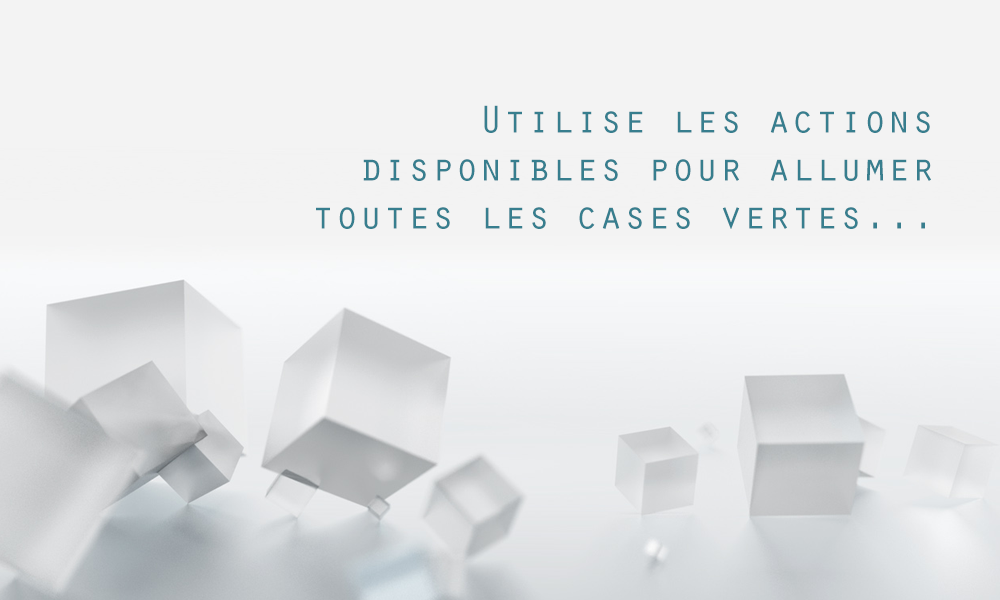 Utilise les actions
disponibles pour allumer
toutes les cases vertes...